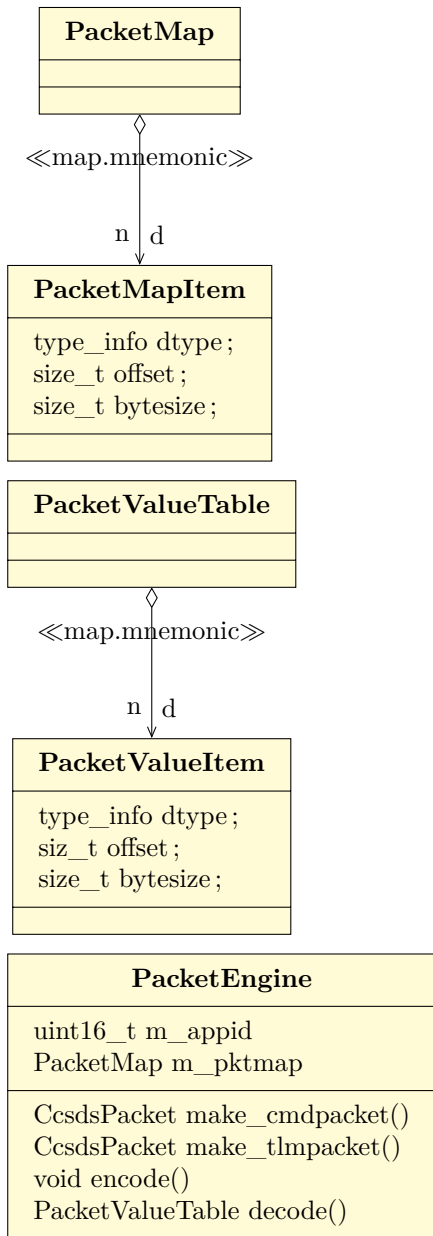 PacketMap
≪map.mnemonic≫
n d
PacketMapItem
type_info dtype;
size_t offset;
size_t bytesize;
PacketValueTable
≪map.mnemonic≫
n d
PacketValueItem
type_info dtype;
siz_t offset;
size_t bytesize;
PacketEngine
uint16_t m_appid
PacketMap m_pktmap
CcsdsPacket make_cmdpacket()
CcsdsPacket make_tlmpacket()
void encode()
PacketValueTable decode()